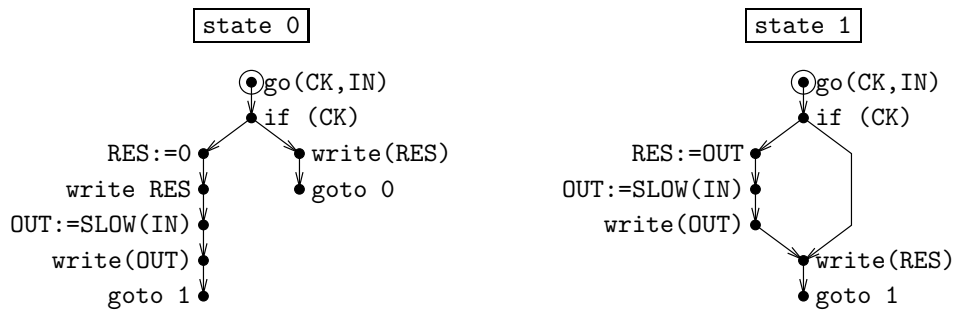 state 0
go(CK,IN)
if (CK)
RES:=0
write(RES)
write RES
goto 0
OUT:=SLOW(IN)
write(OUT)
goto 1
state 1
go(CK,IN)
if (CK)
RES:=OUT
OUT:=SLOW(IN)
write(OUT)
write(RES)
goto 1